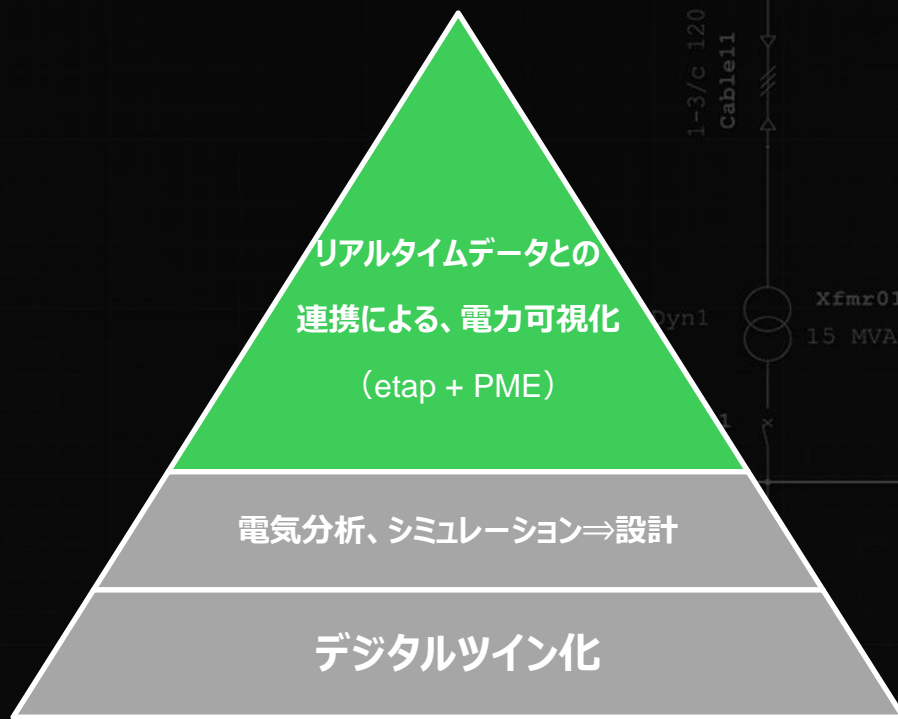 1-3/c 120
Cable11
リアルタイムデータとの
連携による、電力可視化
（etap + PME）
Dyn1
Xfmr01
15 MVA
1
電気分析、シミュレーション⇒設計
デジタルツイン化